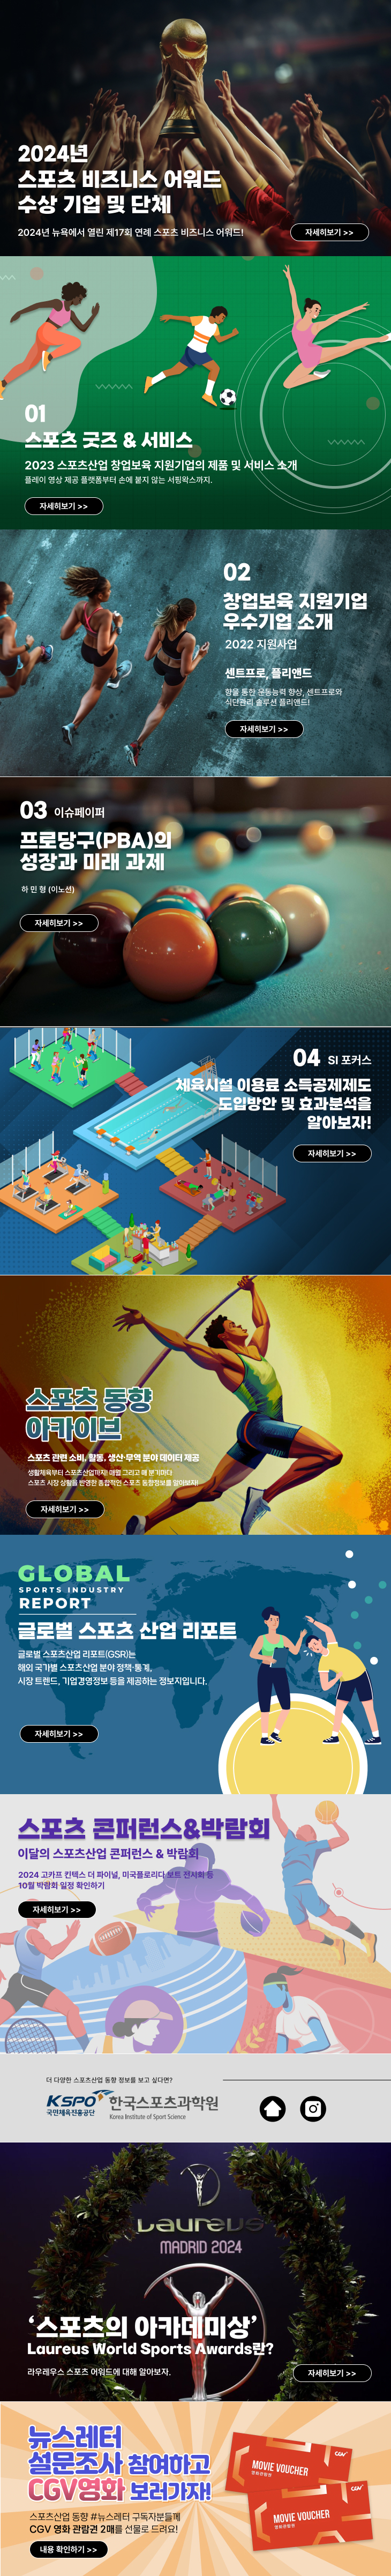 2024년
스포츠 비즈니스 어워드
수상 기업 및 단체
2024년 뉴욕에서 열린 제17회 연례 스포츠 비즈니스 어워드!
자세히보기 >>
01
스포츠 굿즈 & 서비스
2023 스포츠산업 창업보육 지원기업의 제품 및 서비스 소개
플레이 영상 제공 플랫폼부터 손에 붙지 않는 서핑왁스까지.
자세히보기 >>
02
창업보육 지원기업
우수기업 소개
2022 지원사업
센트프로, 플리앤드
향을 통한 운동능력 향상, 센트프로와
식단관리 솔루션 플리앤드!
자세히보기 >>
03 이슈페이퍼
프로당구(PBA)의
성장과 미래 과제
하 민 형 (이노션)
자세히보기 >>
04 SI 포커스
체육시설 이용료 소득공제제도
도입방안 및 효과분석을
알아보자!
자세히보기 >>
스포츠 동향
아카이브
스포츠 관련 소비, 활동, 생산·무역 분야 데이터 제공
생활체육부터 스포츠산업까지! 매월 그리고 매 분기마다
스포츠 시장 상황을 반영한 종합적인 스포츠 동향정보를 알아보자!
자세히보기 >>
GLOBAL
SPORTS INDUSTRY
REPORT
글로벌 스포츠 산업 리포트
글로벌 스포츠산업 리포트(GSR)는
해외 국가별 스포츠산업 분야 정책·통계,
시장 트렌드, 기업경영정보 등을 제공하는 정보지입니다.
자세히보기 >>
스포츠 콘퍼런스&박람회
이달의 스포츠산업 콘퍼런스 & 박람회
2024 고카프 킨텍스 더 파이널, 미국플로리다 보트 전시회 등
10월 박람회 일정 확인하기
자세히보기 >>
더 다양한 스포츠산업 동향 정보를 보고 싶다면?
KSPO
국민체육진흥공단
한국스포츠과학원
Korea Institute of Sport Science
Laureus
MADRID 2024
'스포츠의 아카데미상'
Laureus World Sports Awards란?
라우레우스 스포츠 어워드에 대해 알아보자.
자세히보기 >>
뉴스레터
설문조사 참여하고
CGV영화 보러가자!
스포츠산업 동향 #뉴스레터 구독자분들께
CGV 영화 관람권 2매를 선물로 드려요!
내용 확인하기 >>
CGV
MOVIE VOUCHER
영화관람권
CGV
MOVIE VOUCHER
영화관람권